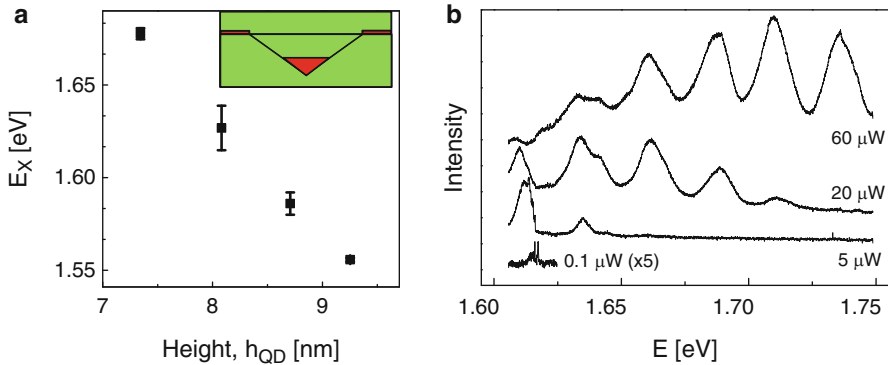 a
E_X [eV]
1.65
1.60
1.55
7
8
9
Height, h_QD [nm]
b
Intensity
60 µW
20 µW
0.1 µW (x5)
5 µW
1.60
1.65
1.70
1.75
E [eV]